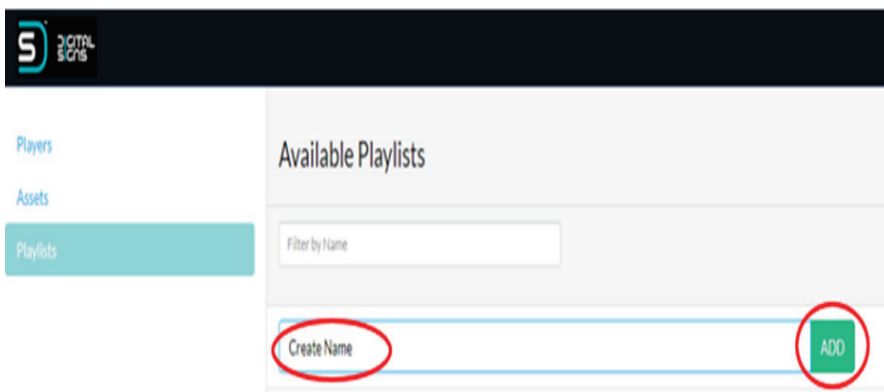 DIGITAL
SIGNS
Players
Assets
Playlists
Available Playlists
Filter by Name
Create Name
ADD